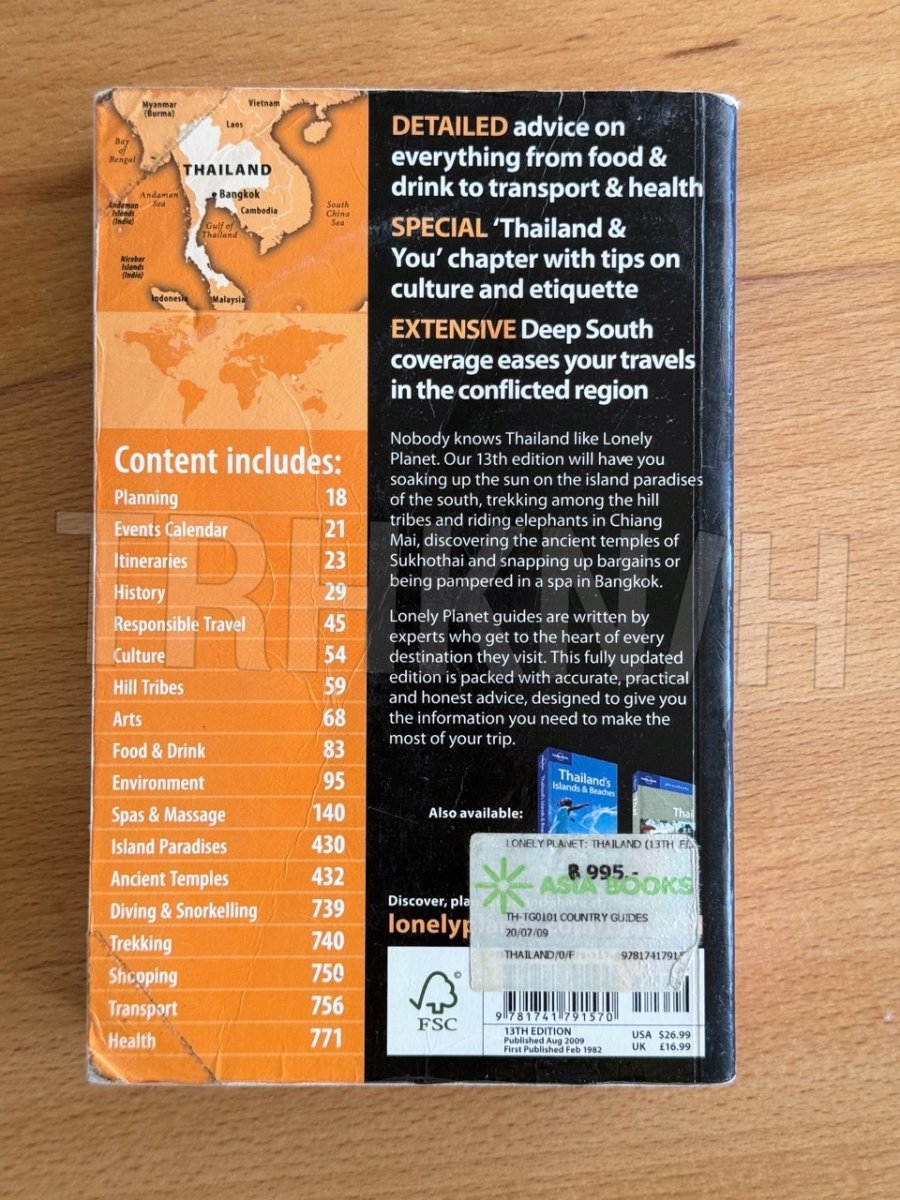 Myanmar
(Burma)
Vietnam
Laos
Bay
of
Bengal
THAILAND
Bangkok
Andaman
Sea
Cambodia
Andaman
Islands
(India)
Gulf of
Thailand
South
China
Sea
Nicobar
Islands
(India)
Indonesia
Malaysia
Content includes:
Planning 18
Events Calendar 21
Itineraries 23
History 29
Responsible Travel 45
Culture 54
Hill Tribes 59
Arts 68
Food & Drink 83
Environment 95
Spas & Massage 140
Island Paradises 430
Ancient Temples 432
Diving & Snorkelling 739
Trekking 740
Shopping 750
Transport 756
Health 771
DETAILED advice on
everything from food &
drink to transport & health
SPECIAL ‘Thailand &
You’ chapter with tips on
culture and etiquette
EXTENSIVE Deep South
coverage eases your travels
in the conflicted region
Nobody knows Thailand like Lonely
Planet. Our 13th edition will have you
soaking up the sun on the island paradises
of the south, trekking among the hill
tribes and riding elephants in Chiang
Mai, discovering the ancient temples of
Sukhothai and snapping up bargains or
being pampered in a spa in Bangkok.
Lonely Planet guides are written by
experts who get to the heart of every
destination they visit. This fully updated
edition is packed with accurate, practical
and honest advice, designed to give you
the information you need to make the
most of your trip.
Also available:
Thailand's
Islands & Beaches
Thai
LONELY PLANET: THAILAND (13TH ED
฿ 995.-
ASIA BOOKS
TH-TG0101 COUNTRY GUIDES
20/07/09
THAILAND/0/F
Discover, pla
lonelyp
FSC
9 781741 791570
13TH EDITION
Published Aug 2009
First Published Feb 1982
USA $26.99
UK £16.99